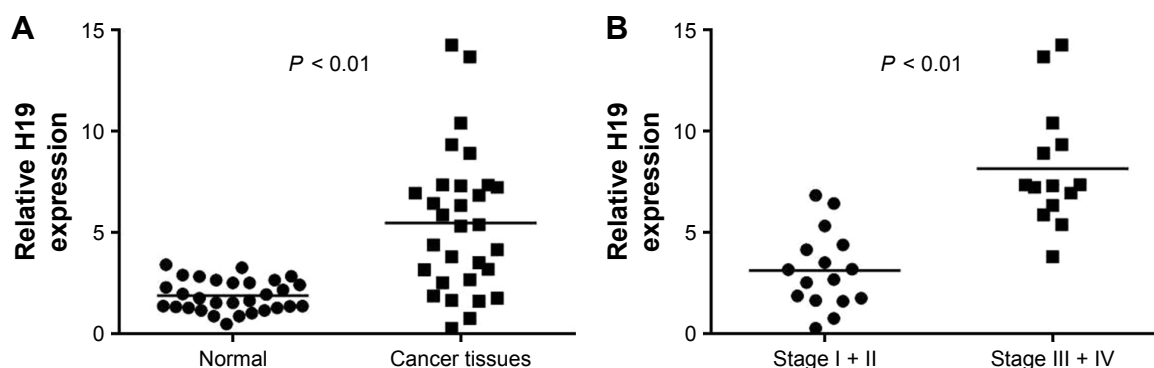 A
Relative H19
expression
15
10
5
0
P < 0.01
Normal
Cancer tissues
B
Relative H19
expression
15
10
5
0
P < 0.01
Stage I + II
Stage III + IV